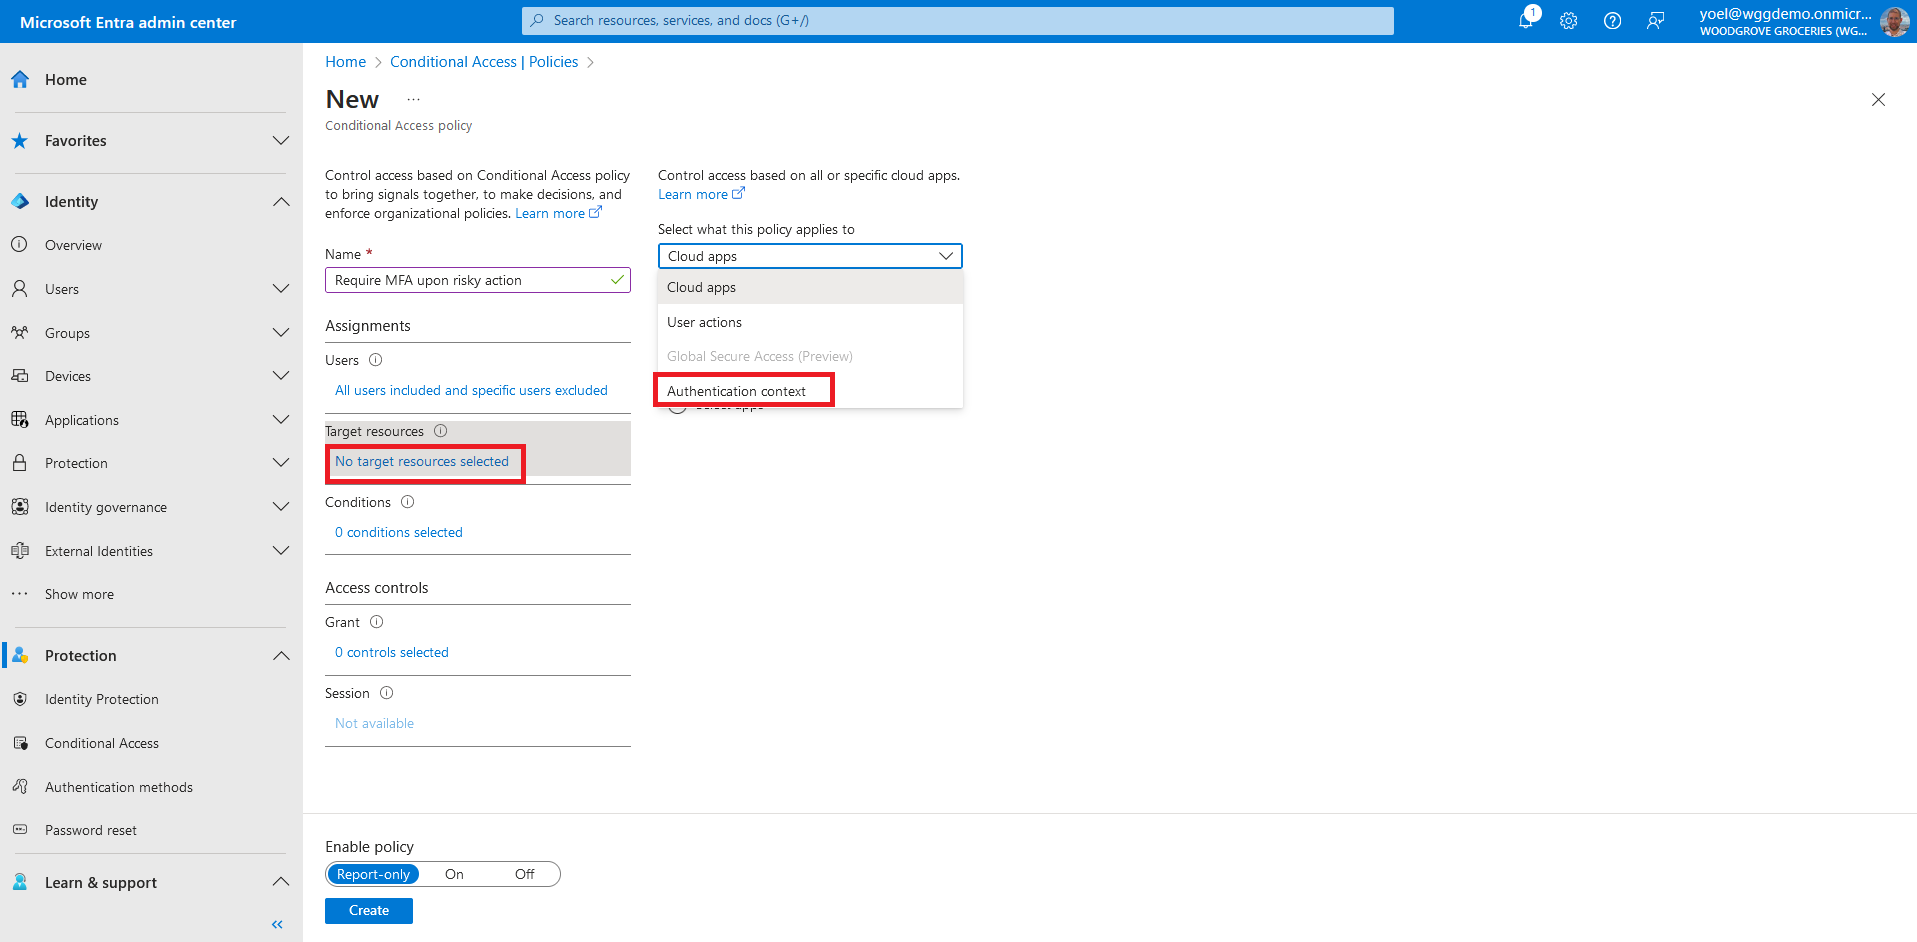 Microsoft Entra admin center
Search resources, services, and docs (G+/)
1
yoel@wggdemo.onmicr...
WOODGROVE GROCERIES (WG...
Home
Favorites
Identity
Overview
Users
Groups
Devices
Applications
Protection
Identity governance
External Identities
Show more
Protection
Identity Protection
Conditional Access
Authentication methods
Password reset
Learn & support
Home > Conditional Access | Policies >
New ...
Conditional Access policy
Control access based on Conditional Access policy
to bring signals together, to make decisions, and
enforce organizational policies. Learn more
Name *
Require MFA upon risky action
Assignments
Users
All users included and specific users excluded
Target resources
No target resources selected
Conditions
0 conditions selected
Access controls
Grant
0 controls selected
Session
Not available
Control access based on all or specific cloud apps.
Learn more
Select what this policy applies to
Cloud apps
Cloud apps
User actions
Global Secure Access (Preview)
Authentication context
Select apps
Enable policy
Report-only On Off
Create